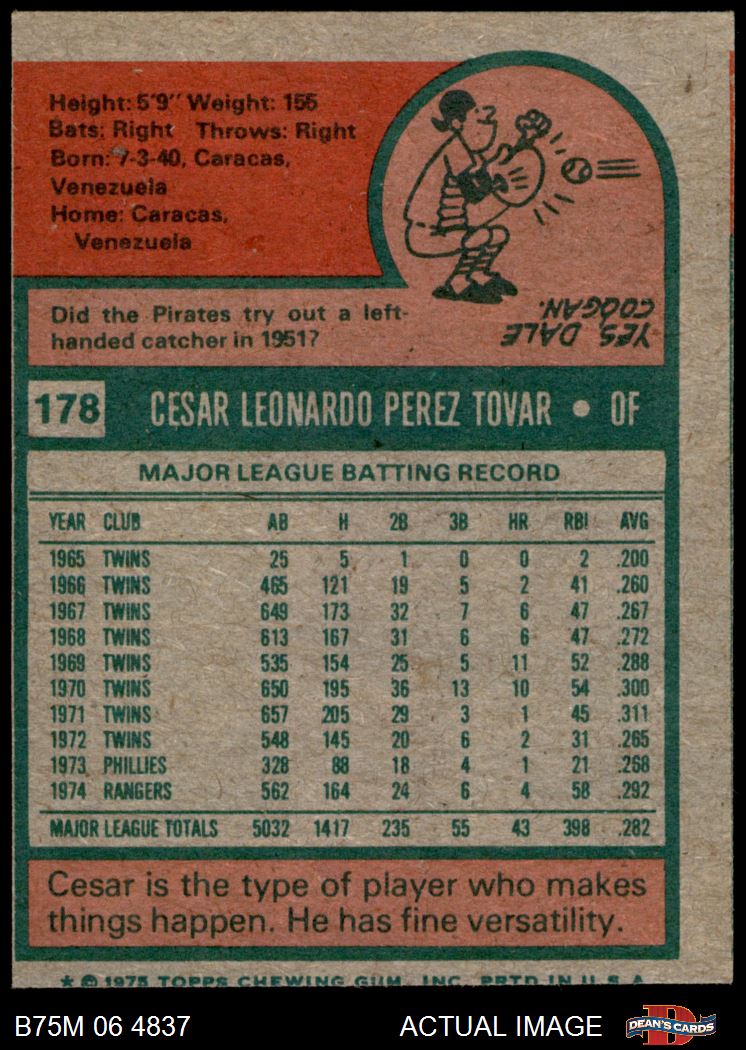 Height: 5'9" Weight: 155
Bats: Right Throws: Right
Born: 7-3-40, Caracas,
Venezuela
Home: Caracas,
Venezuela
Did the Pirates try out a left-
handed catcher in 1951?
YES, DALE
COOGAN.
178 CESAR LEONARDO PEREZ TOVAR • OF
MAJOR LEAGUE BATTING RECORD
YEAR CLUB AB H 2B 3B HR RBI AVG
1965 TWINS 25 5 1 0 0 2 .200
1966 TWINS 465 121 19 5 2 41 .260
1967 TWINS 649 173 32 7 6 47 .267
1968 TWINS 613 167 31 6 6 47 .272
1969 TWINS 535 154 25 5 11 52 .288
1970 TWINS 650 195 36 13 10 54 .300
1971 TWINS 657 205 29 3 1 45 .311
1972 TWINS 548 145 20 6 2 31 .265
1973 PHILLIES 328 88 18 4 1 21 .268
1974 RANGERS 562 164 24 6 4 58 .292
MAJOR LEAGUE TOTALS 5032 1417 235 55 43 398 .282
Cesar is the type of player who makes
things happen. He has fine versatility.
* © 1975 TOPPS CHEWING GUM, INC. PRTD IN U.S.A
B75M 06 4837 ACTUAL IMAGE DEAN'S CARDS